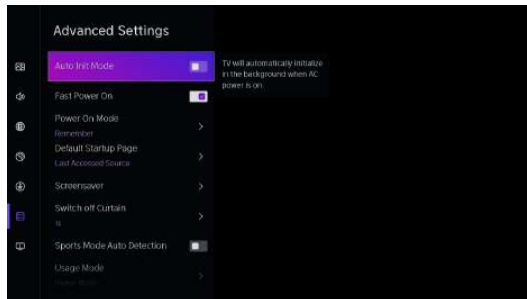 Advanced Settings
Auto Init Mode
TV will automatically initialize
in the background when AC
power is on.
Fast Power On
Power On Mode
Remember
Default Startup Page
Last Accessed Source
Screensaver
Switch off Curtain
Sports Mode Auto Detection
Usage Mode